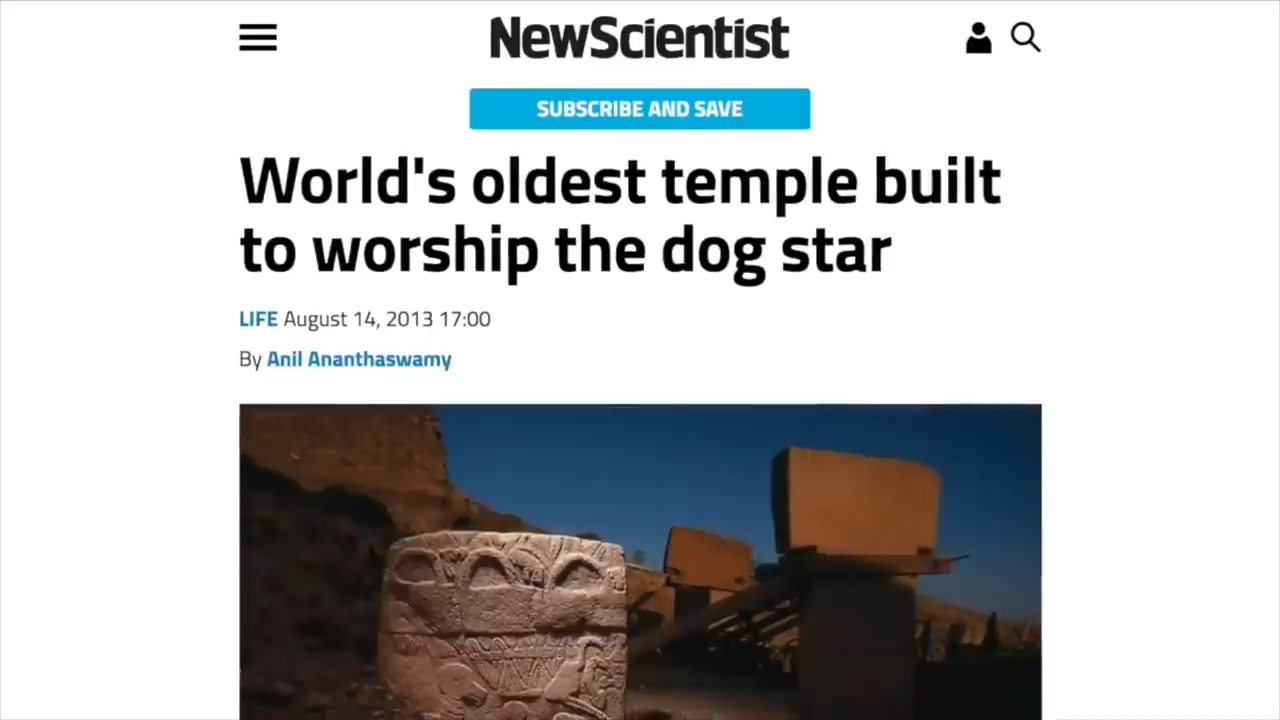 NewScientist
SUBSCRIBE AND SAVE
World's oldest temple built
to worship the dog star
LIFE August 14, 2013 17:00
By Anil Ananthaswamy